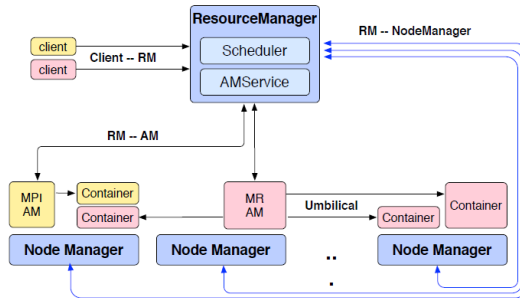 ResourceManager
RM -- NodeManager
client
Scheduler
Client -- RM
client
AMService
RM -- AM
MPI
AM
Container
Container
MR
AM
Umbilical
Container
Container
Node Manager
Node Manager
..
Node Manager
.